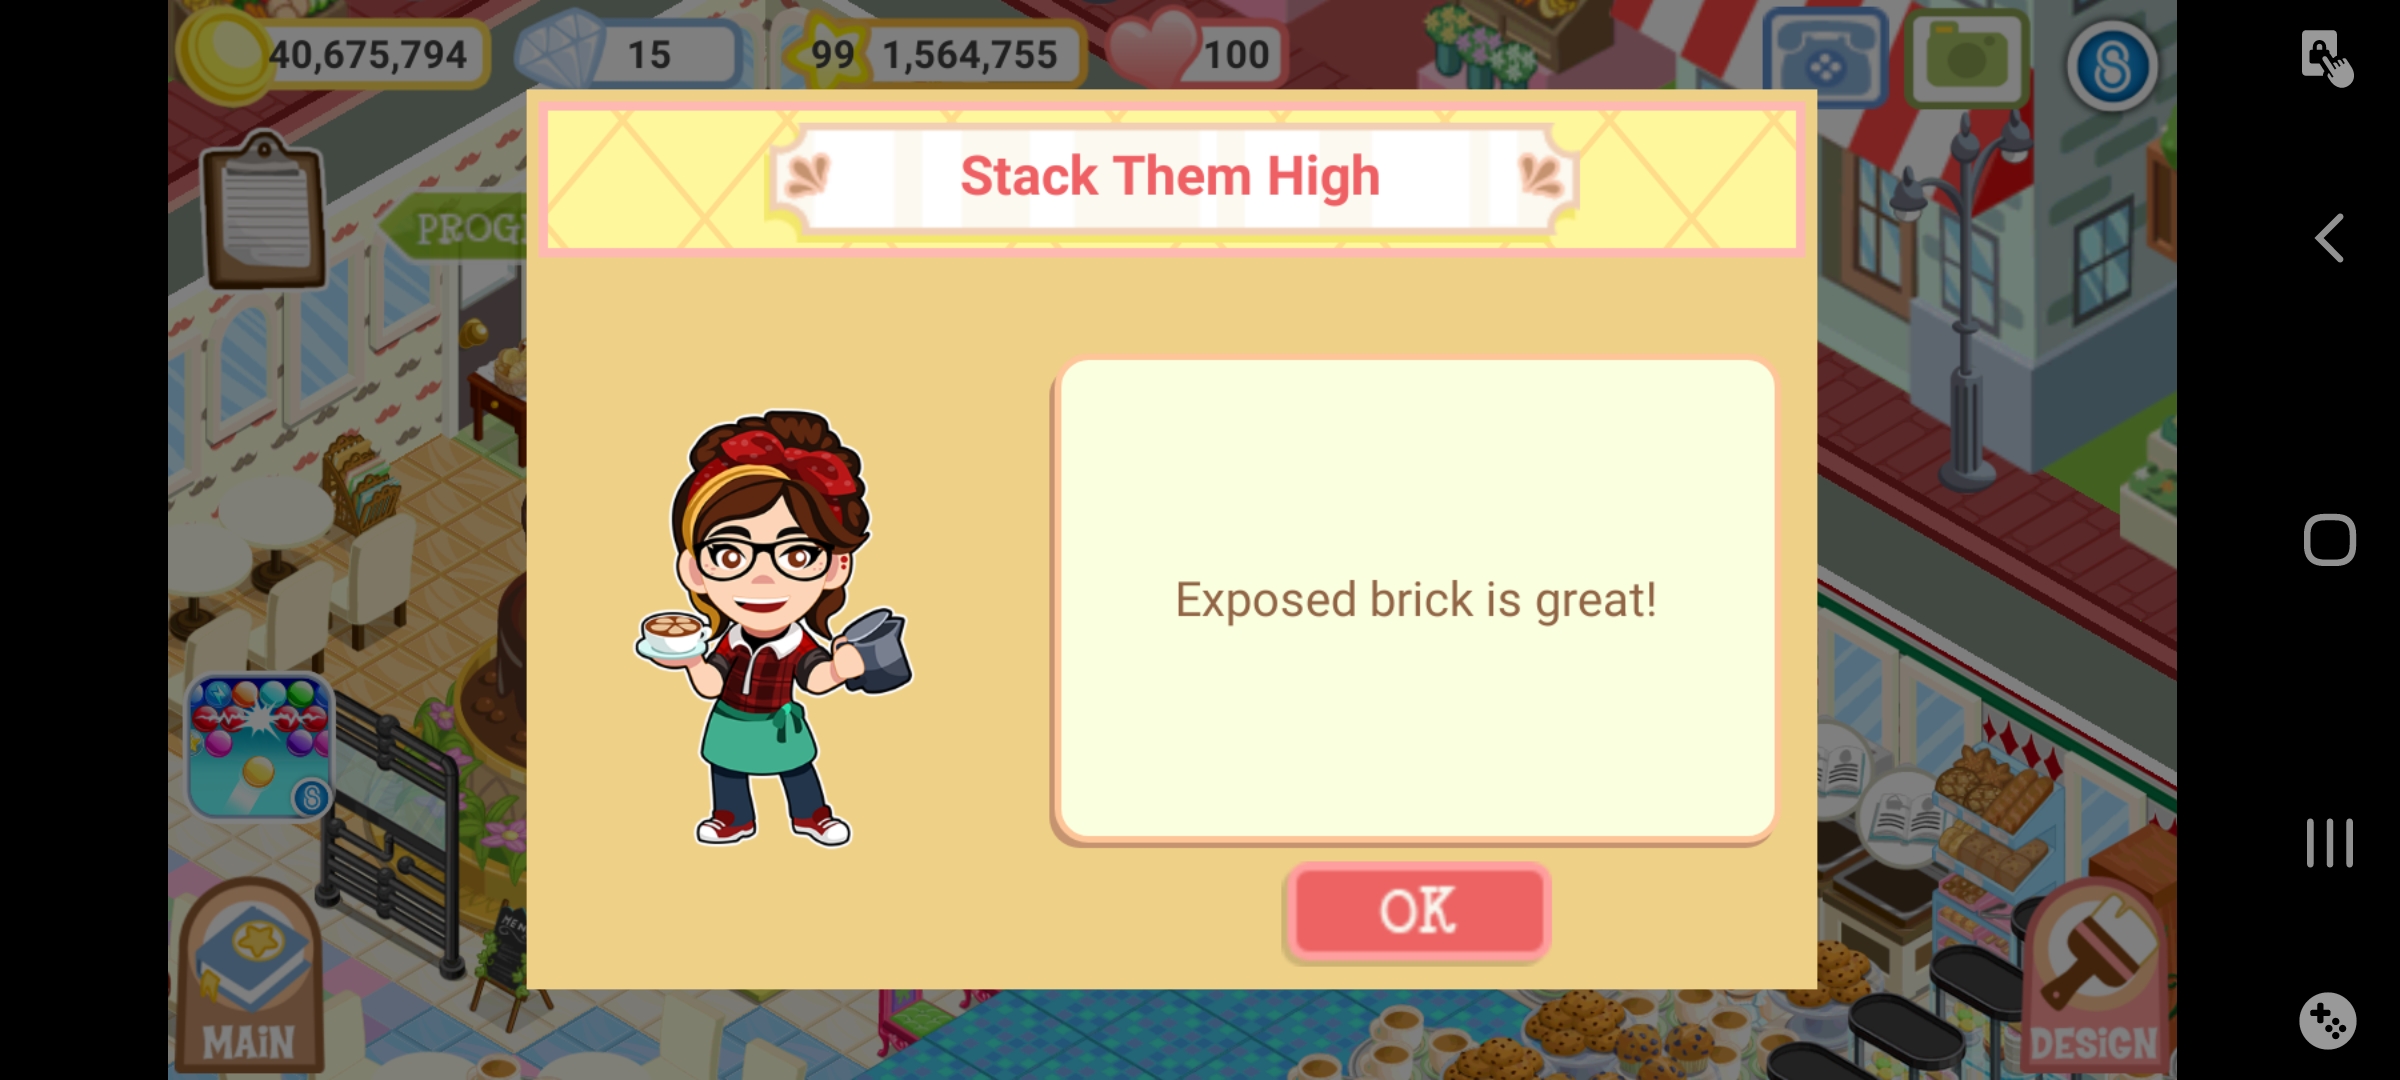 40,675,794
15
99 1,564,755
100
Stack Them High
PROG
Exposed brick is great!
OK
MENU
MAiN
DESiGN